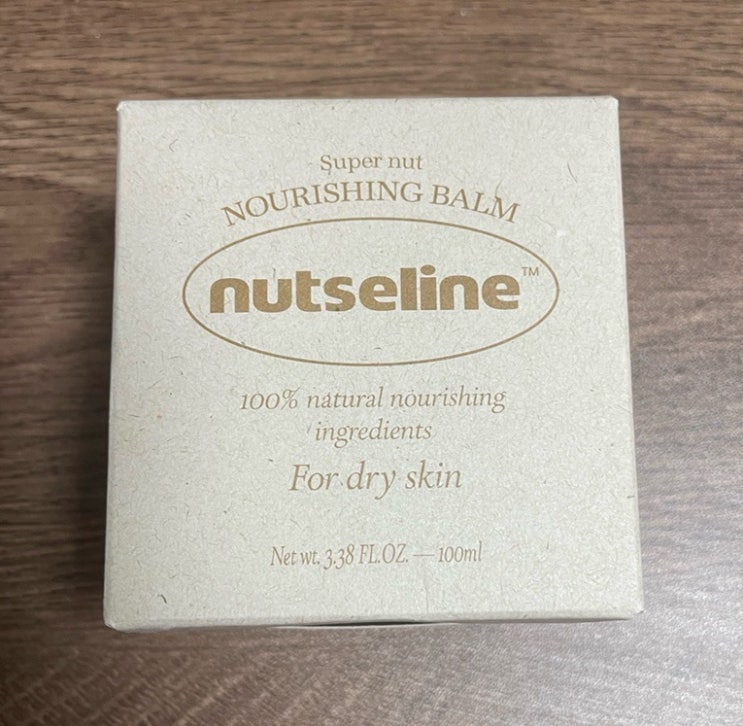 Super nut
NOURISHING BALM
nutseline™
100% natural nourishing
ingredients
For dry skin
Net wt. 3.38 FL.OZ. — 100ml